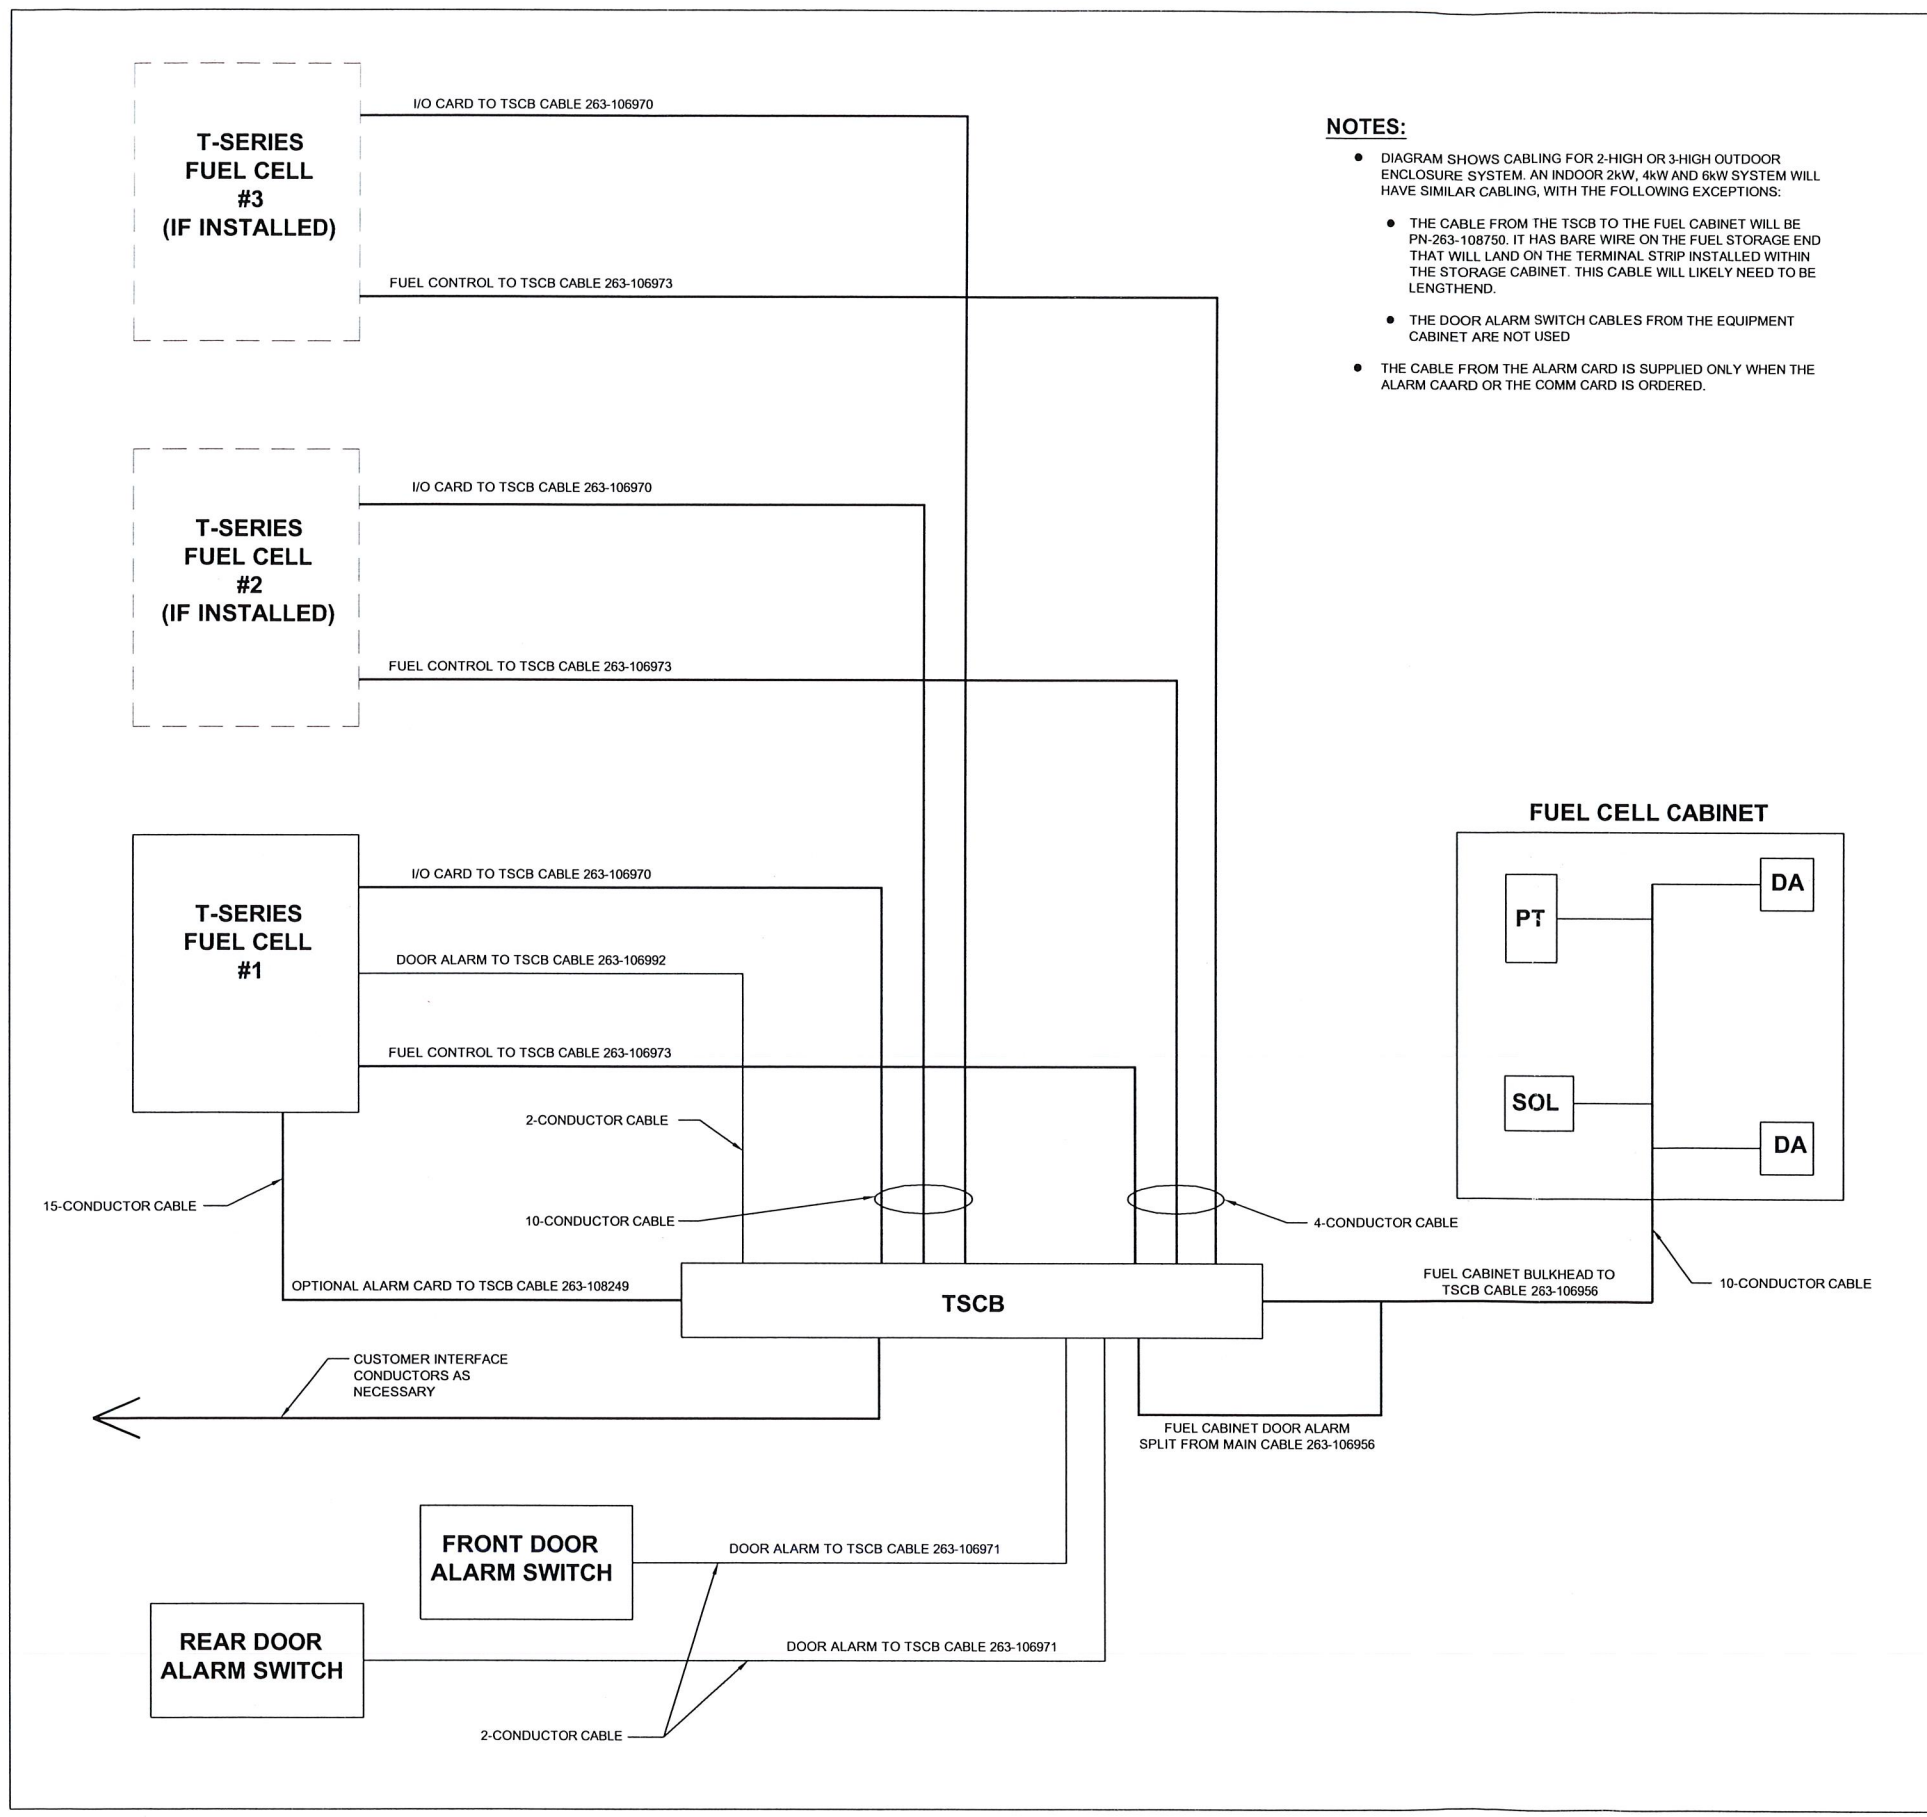 I/O CARD TO TSCB CABLE 263-106970
T-SERIES
FUEL CELL
#3
(IF INSTALLED)
FUEL CONTROL TO TSCB CABLE 263-106973
NOTES:
● DIAGRAM SHOWS CABLING FOR 2-HIGH OR 3-HIGH OUTDOOR
ENCLOSURE SYSTEM. AN INDOOR 2kW, 4kW AND 6kW SYSTEM WILL
HAVE SIMILAR CABLING, WITH THE FOLLOWING EXCEPTIONS:
● THE CABLE FROM THE TSCB TO THE FUEL CABINET WILL BE
PN-263-108750. IT HAS BARE WIRE ON THE FUEL STORAGE END
THAT WILL LAND ON THE TERMINAL STRIP INSTALLED WITHIN
THE STORAGE CABINET. THIS CABLE WILL LIKELY NEED TO BE
LENGTHEND.
● THE DOOR ALARM SWITCH CABLES FROM THE EQUIPMENT
CABINET ARE NOT USED
● THE CABLE FROM THE ALARM CARD IS SUPPLIED ONLY WHEN THE
ALARM CAARD OR THE COMM CARD IS ORDERED.
I/O CARD TO TSCB CABLE 263-106970
T-SERIES
FUEL CELL
#2
(IF INSTALLED)
FUEL CONTROL TO TSCB CABLE 263-106973
I/O CARD TO TSCB CABLE 263-106970
T-SERIES
FUEL CELL
#1
DOOR ALARM TO TSCB CABLE 263-106992
FUEL CONTROL TO TSCB CABLE 263-106973
FUEL CELL CABINET
PT
DA
SOL
DA
2-CONDUCTOR CABLE
15-CONDUCTOR CABLE
10-CONDUCTOR CABLE
4-CONDUCTOR CABLE
OPTIONAL ALARM CARD TO TSCB CABLE 263-108249
TSCB
FUEL CABINET BULKHEAD TO
TSCB CABLE 263-106956
10-CONDUCTOR CABLE
CUSTOMER INTERFACE
CONDUCTORS AS
NECESSARY
FUEL CABINET DOOR ALARM
SPLIT FROM MAIN CABLE 263-106956
FRONT DOOR
ALARM SWITCH
DOOR ALARM TO TSCB CABLE 263-106971
REAR DOOR
ALARM SWITCH
DOOR ALARM TO TSCB CABLE 263-106971
2-CONDUCTOR CABLE